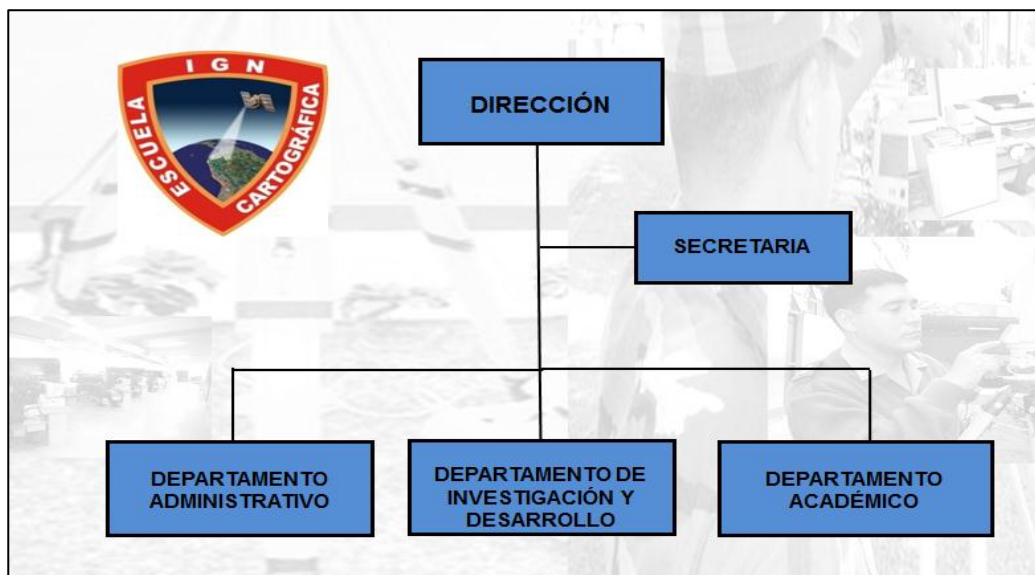 IGN
ESCUELA
CARTOGRÁFICA
DIRECCIÓN
SECRETARIA
DEPARTAMENTO
ADMINISTRATIVO
DEPARTAMENTO DE
INVESTIGACIÓN Y
DESARROLLO
DEPARTAMENTO
ACADÉMICO